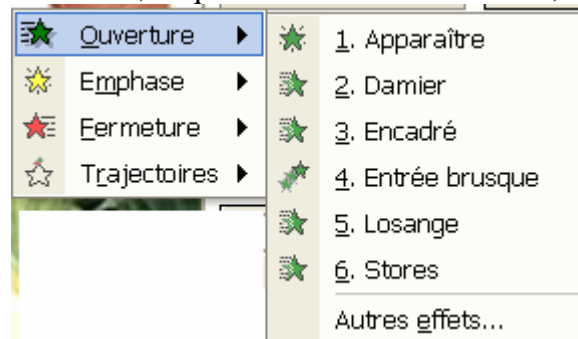 Ouverture
Emphase
Fermeture
Trajectoires
1. Apparaître
2. Damier
3. Encadré
4. Entrée brusque
5. Losange
6. Stores
Autres effets...